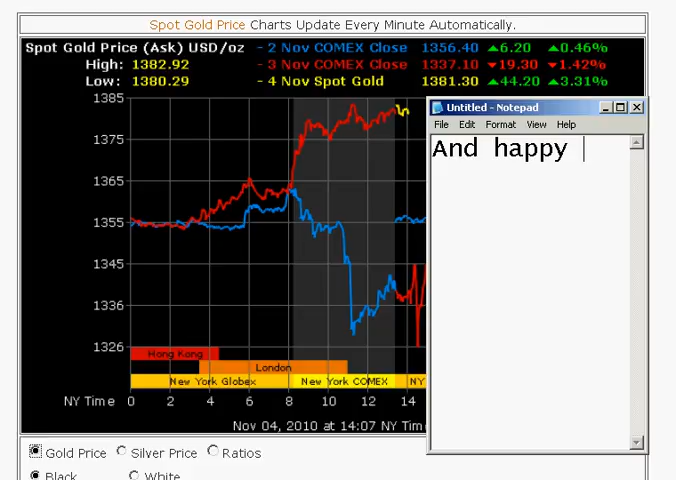 Spot Gold Price Charts Update Every Minute Automatically.
Spot Gold Price (Ask) USD/oz - 2 Nov COMEX Close 1356.40 6.20 0.46%
High: 1382.92 - 3 Nov COMEX Close 1337.10 19.30 1.42%
Low: 1380.29 - 4 Nov Spot Gold 1381.30 44.20 3.31%
1385
1375
1365
1355
1345
1336
1326
Hong Kong
London
New York Globex New York COMEX NY
NY Time 0 2 4 6 8 10 12 14
Nov 04, 2010 at 14:07 NY Tim
Gold Price Silver Price Ratios
Black White
Untitled - Notepad
File Edit Format View Help
And happy